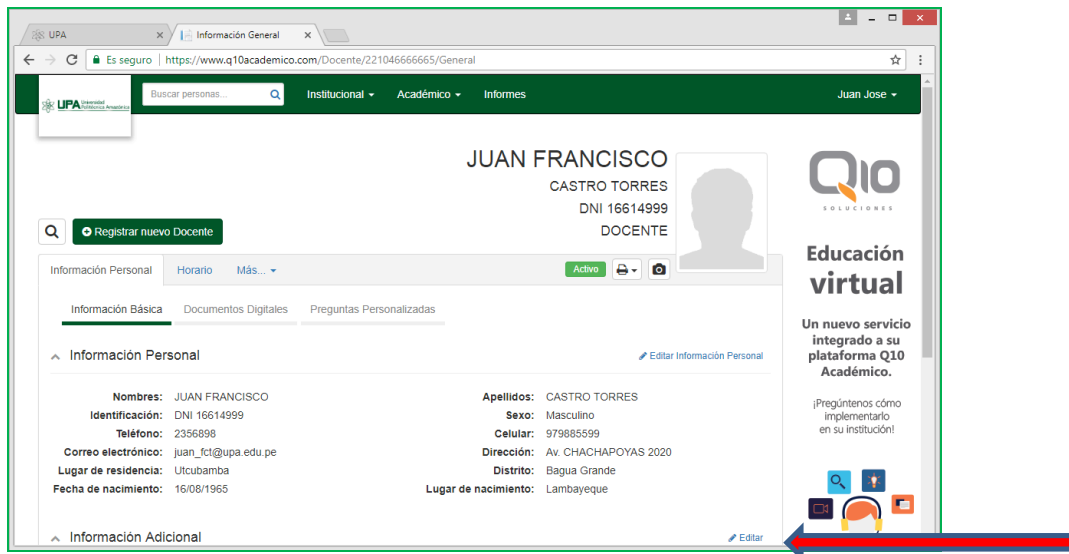 UPA
Información General
Es seguro | https://www.q10academico.com/Docente/221046666665/General
UPA Universidad Politécnica Amazónica
Buscar personas...
Institucional
Académico
Informes
Juan Jose
JUAN FRANCISCO
CASTRO TORRES
DNI 16614999
DOCENTE
Registrar nuevo Docente
Información Personal
Horario
Más...
Activo
Información Básica
Documentos Digitales
Preguntas Personalizadas
Información Personal
Editar Información Personal
Nombres: JUAN FRANCISCO
Apellidos: CASTRO TORRES
Identificación: DNI 16614999
Sexo: Masculino
Teléfono: 2356898
Celular: 979885599
Correo electrónico: juan_fct@upa.edu.pe
Dirección: Av. CHACHAPOYAS 2020
Lugar de residencia: Utcubamba
Distrito: Bagua Grande
Fecha de nacimiento: 16/08/1965
Lugar de nacimiento: Lambayeque
Información Adicional
Editar
Q10
SOLUCIONES
Educación
virtual
Un nuevo servicio
integrado a su
plataforma Q10
Académico.
¡Pregúntenos cómo
implementarlo
en su institución!